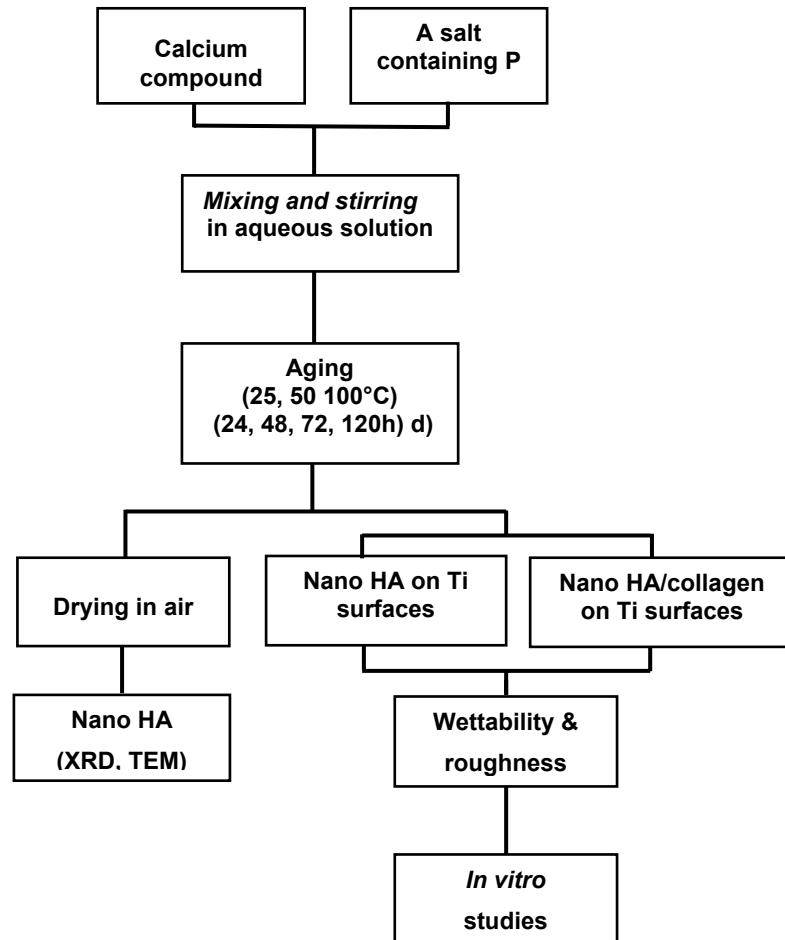 Calcium
compound
A salt
containing P
Mixing and stirring
in aqueous solution
Aging
(25, 50 100°C)
(24, 48, 72, 120h) d)
Drying in air
Nano HA on Ti
surfaces
Nano HA/collagen
on Ti surfaces
Nano HA
(XRD, TEM)
Wettability &
roughness
In vitro
studies